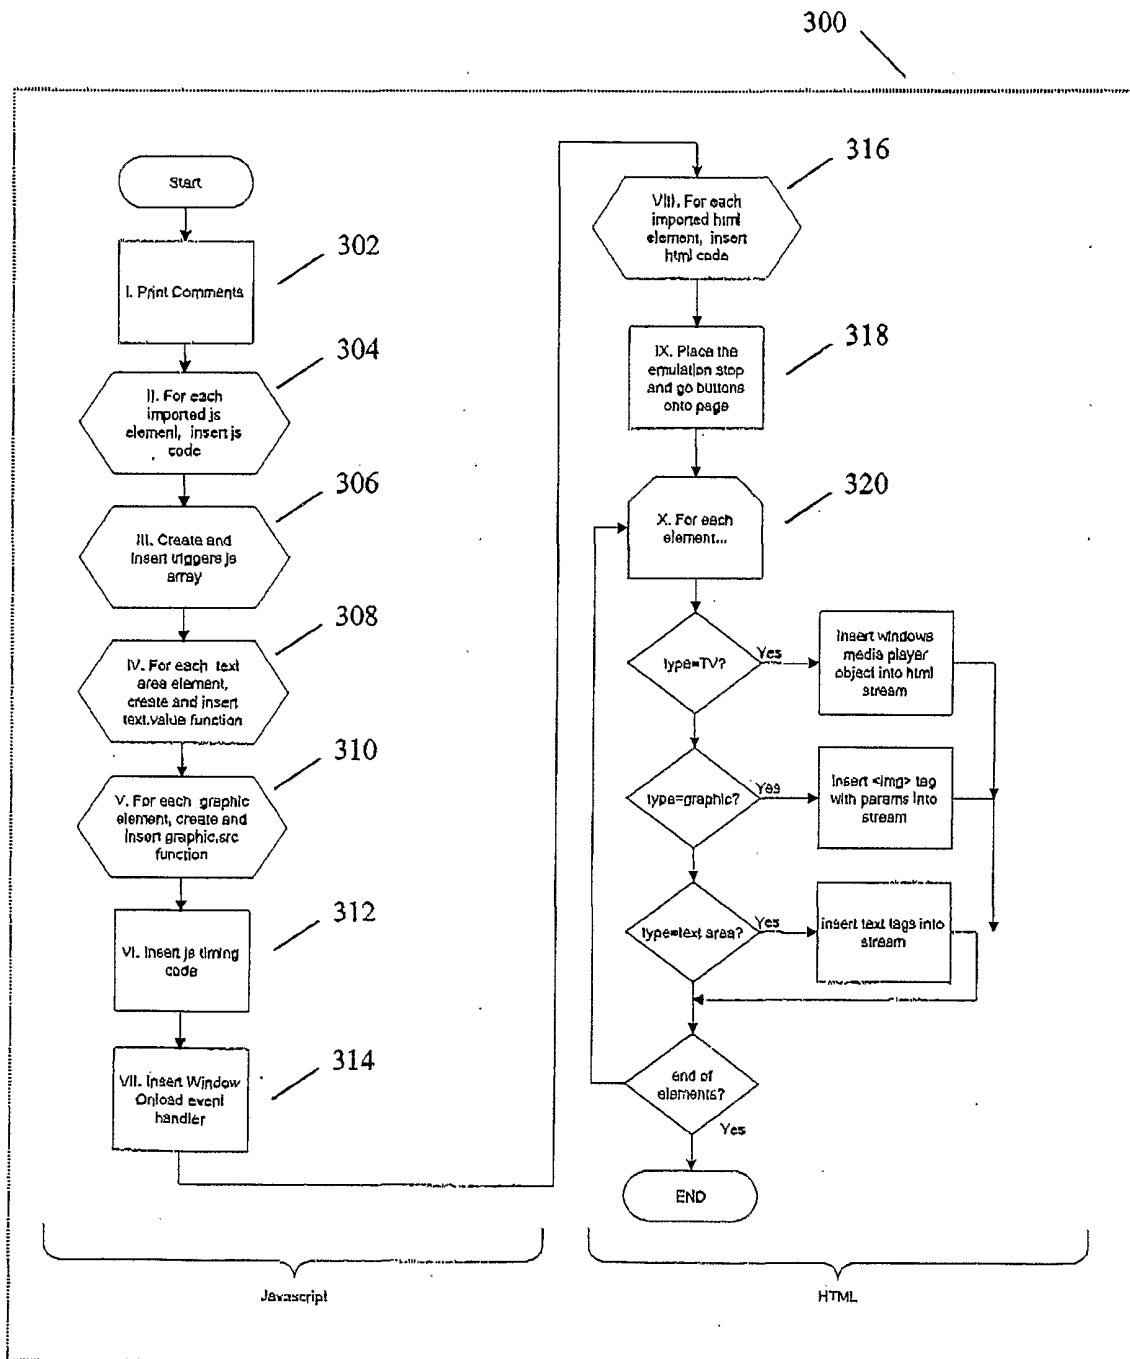 300
Start
302
I. Print Comments
304
II. For each
imported js
element, insert js
code
306
III. Create and
insert triggers js
array
308
IV. For each text
area element,
create and insert
text.value function
310
V. For each graphic
element, create and
insert graphic.src
function
312
VI. Insert js timing
code
314
VII. Insert Window
Onload event
handler
Javascript
316
VIII. For each
imported html
element, insert
html code
318
IX. Place the
emulation stop
and go buttons
onto page
320
X. For each
element...
type=TV?
Yes
Insert windows
media player
object into html
stream
type=graphic?
Yes
Insert <img> tag
with params into
stream
type=text area?
Yes
insert text tags into
stream
end of
elements?
Yes
END
HTML